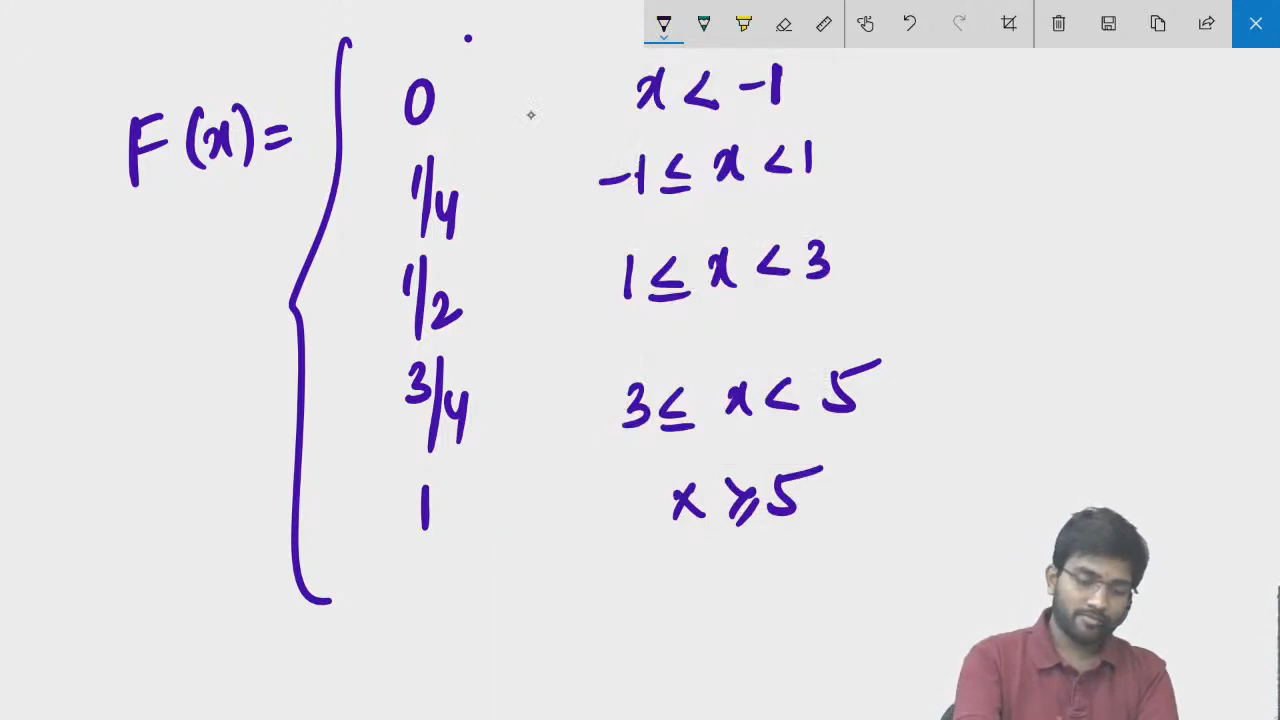 F(x) =
0 x < -1
1/4 -1 ≤ x < 1
1/2 1 ≤ x < 3
3/4 3 ≤ x < 5
1 x ≥ 5